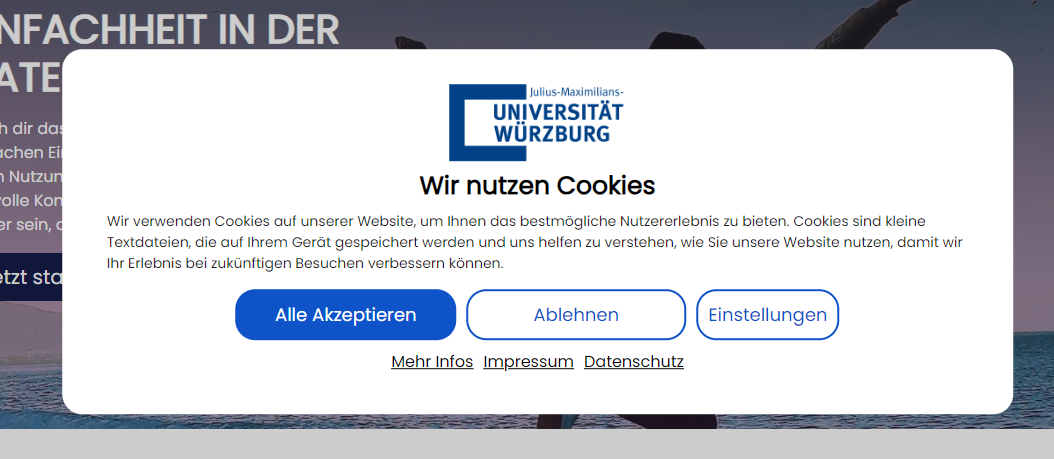 NFACHHEIT IN DER
ATE
h dir das
achen Ei
n Nutzun
volle Kon
er sein, d
etzt sta
Julius-Maximilians-
UNIVERSITÄT
WÜRZBURG
Wir nutzen Cookies
Wir verwenden Cookies auf unserer Website, um Ihnen das bestmögliche Nutzererlebnis zu bieten. Cookies sind kleine
Textdateien, die auf Ihrem Gerät gespeichert werden und uns helfen zu verstehen, wie Sie unsere Website nutzen, damit wir
Ihr Erlebnis bei zukünftigen Besuchen verbessern können.
Alle Akzeptieren Ablehnen Einstellungen
Mehr Infos Impressum Datenschutz